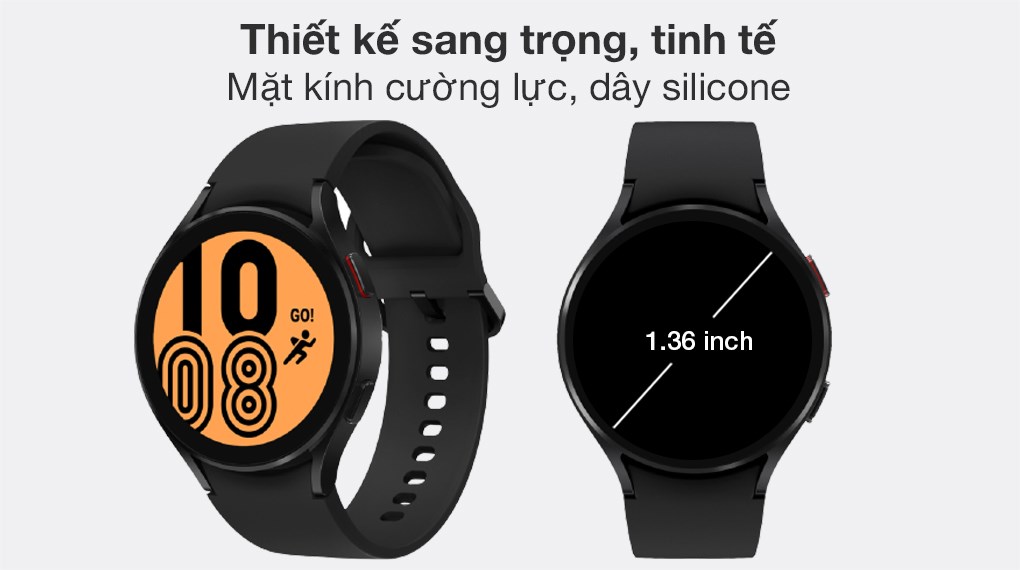 Thiết kế sang trọng, tinh tế
Mặt kính cường lực, dây silicone
10
GO!
08
1.36 inch